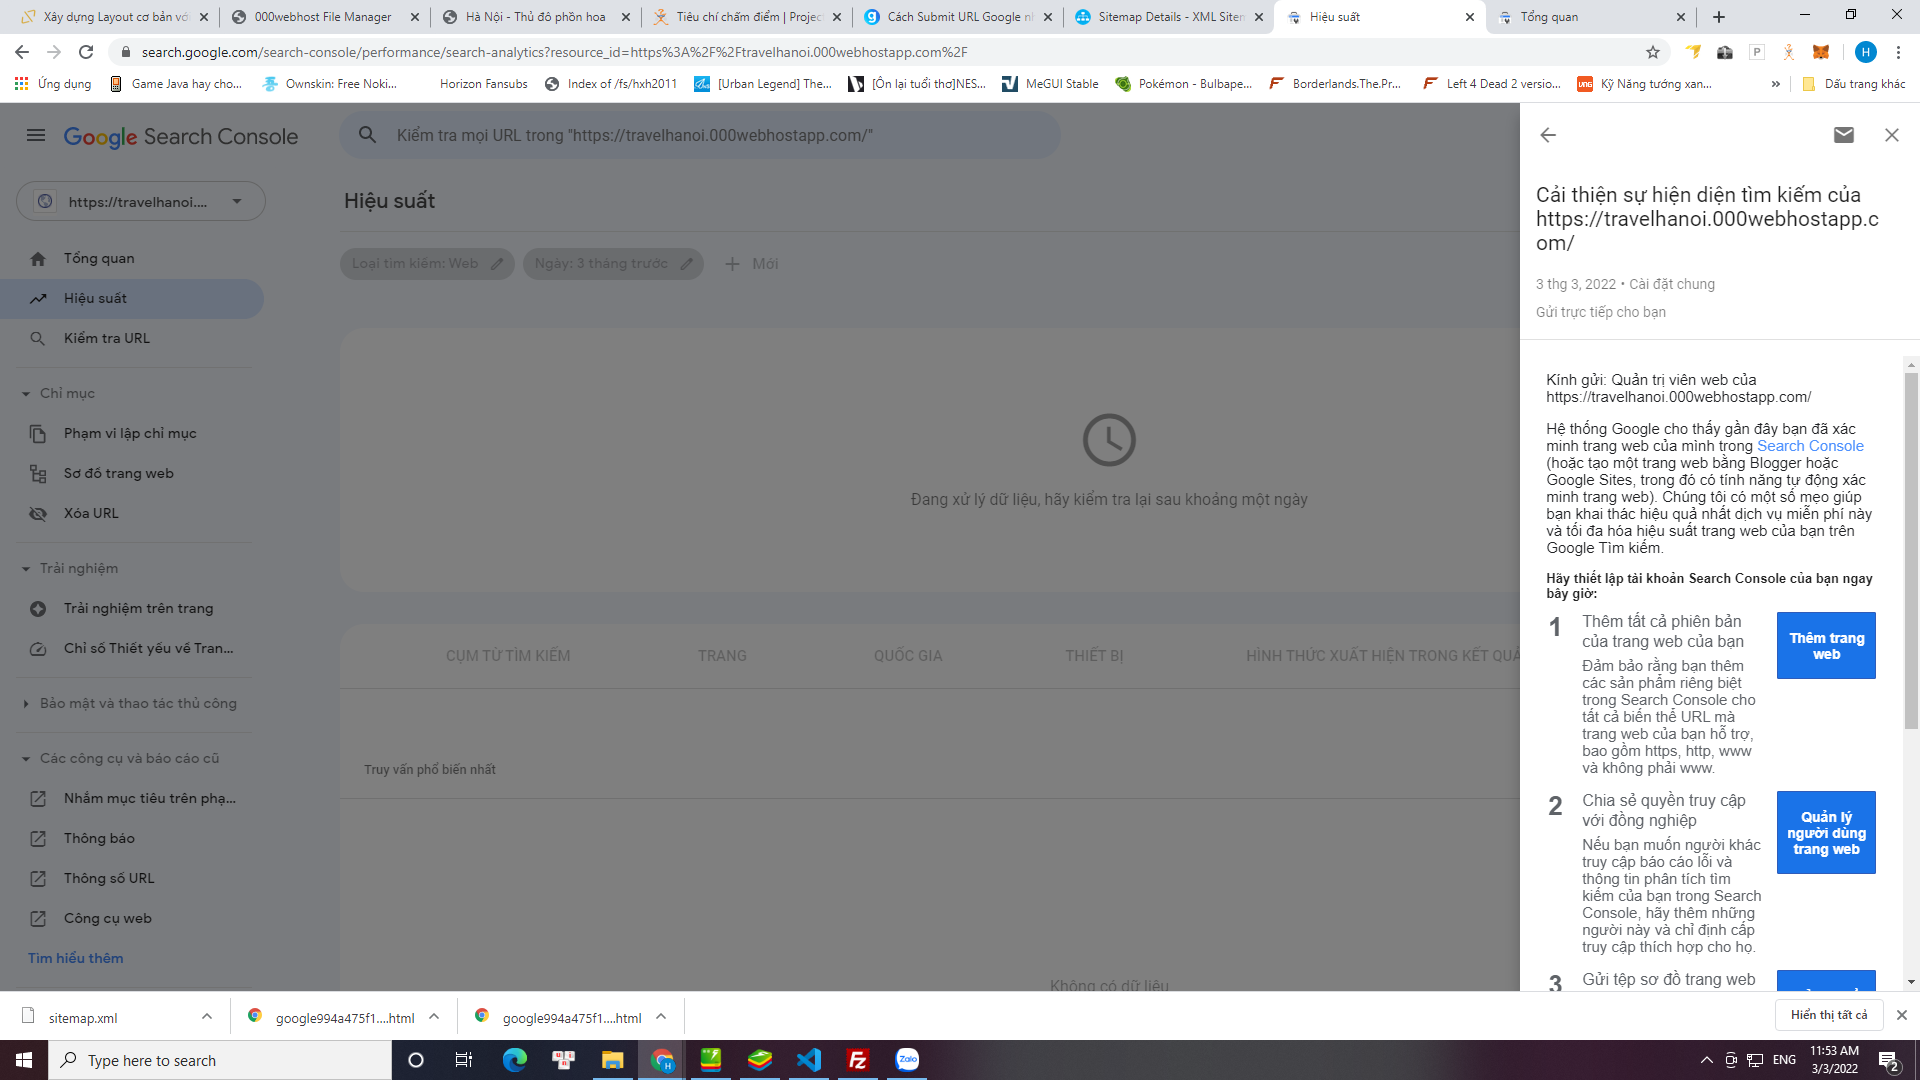 Xây dựng Layout cơ bản vớ
000webhost File Manager
Hà Nội - Thủ đô phồn hoa
Tiêu chí chấm điểm | Project
Cách Submit URL Google nh
Sitemap Details - XML Sitem
Hiệu suất
Tổng quan
search.google.com/search-console/performance/search-analytics?resource_id=https%3A%2F%2Ftravelhanoi.000webhostapp.com%2F
H
Ứng dụng
Game Java hay cho...
Ownskin: Free Noki...
Horizon Fansubs
Index of /fs/hxh2011
[Urban Legend] The...
[Ôn lại tuổi thơ]NES...
MeGUI Stable
Pokémon - Bulbape...
Borderlands.The.Pr...
Left 4 Dead 2 versio...
Kỹ Năng tướng xan...
»
Dấu trang khác
Google Search Console
Kiểm tra mọi URL trong "https://travelhanoi.000webhostapp.com/"
https://travelhanoi....
Tổng quan
Hiệu suất
Kiểm tra URL
Chỉ mục
Phạm vi lập chỉ mục
Sơ đồ trang web
Xóa URL
Trải nghiệm
Trải nghiệm trên trang
Chỉ số Thiết yếu về Tran...
Bảo mật và thao tác thủ công
Các công cụ và báo cáo cũ
Nhắm mục tiêu trên phạ...
Thông báo
Thông số URL
Công cụ web
Tìm hiểu thêm
Hiệu suất
Loại tìm kiếm: Web
Ngày: 3 tháng trước
Mới
Đang xử lý dữ liệu, hãy kiểm tra lại sau khoảng một ngày
CỤM TỪ TÌM KIẾM
TRANG
QUỐC GIA
THIẾT BỊ
HÌNH THỨC XUẤT HIỆN TRONG KẾT QUẢ
Truy vấn phổ biến nhất
Không có dữ liệu
Cải thiện sự hiện diện tìm kiếm của
https://travelhanoi.000webhostapp.c
om/
3 thg 3, 2022 • Cài đặt chung
Gửi trực tiếp cho bạn
Kính gửi: Quản trị viên web của
https://travelhanoi.000webhostapp.com/
Hệ thống Google cho thấy gần đây bạn đã xác
minh trang web của mình trong Search Console
(hoặc tạo một trang web bằng Blogger hoặc
Google Sites, trong đó có tính năng tự động xác
minh trang web). Chúng tôi có một số mẹo giúp
bạn khai thác hiệu quả nhất dịch vụ miễn phí này
và tối đa hóa hiệu suất trang web của bạn trên
Google Tìm kiếm.
Hãy thiết lập tài khoản Search Console của bạn ngay
bây giờ:
1
Thêm tất cả phiên bản
của trang web của bạn
Đảm bảo rằng bạn thêm
các sản phẩm riêng biệt
trong Search Console cho
tất cả biến thể URL mà
trang web của bạn hỗ trợ,
bao gồm https, http, www
và không phải www.
Thêm trang
web
2
Chia sẻ quyền truy cập
với đồng nghiệp
Nếu bạn muốn người khác
truy cập báo cáo lỗi và
thông tin phân tích tìm
kiếm của bạn trong Search
Console, hãy thêm những
người này và chỉ định cấp
truy cập thích hợp cho họ.
Quản lý
người dùng
trang web
3
Gửi tệp sơ đồ trang web
sitemap.xml
google994a475f1....html
google994a475f1....html
Hiển thị tất cả
Type here to search
Zalo
ENG
11:53 AM
3/3/2022
2